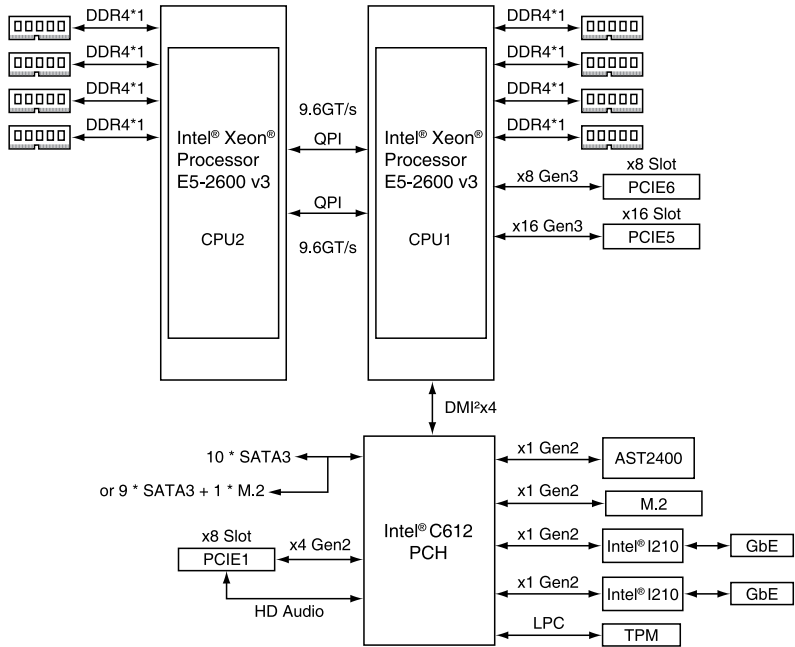 DDR4*1
DDR4*1
DDR4*1
DDR4*1
Intel® Xeon®
Processor
E5-2600 v3
CPU2
9.6GT/s
QPI
QPI
9.6GT/s
Intel® Xeon®
Processor
E5-2600 v3
CPU1
DDR4*1
DDR4*1
DDR4*1
DDR4*1
x8 Slot
x8 Gen3
PCIE6
x16 Slot
x16 Gen3
PCIE5
DMI²x4
10 * SATA3
or 9 * SATA3 + 1 * M.2
x8 Slot
PCIE1
x4 Gen2
HD Audio
Intel® C612
PCH
x1 Gen2
AST2400
x1 Gen2
M.2
x1 Gen2
Intel® I210
GbE
x1 Gen2
Intel® I210
GbE
LPC
TPM